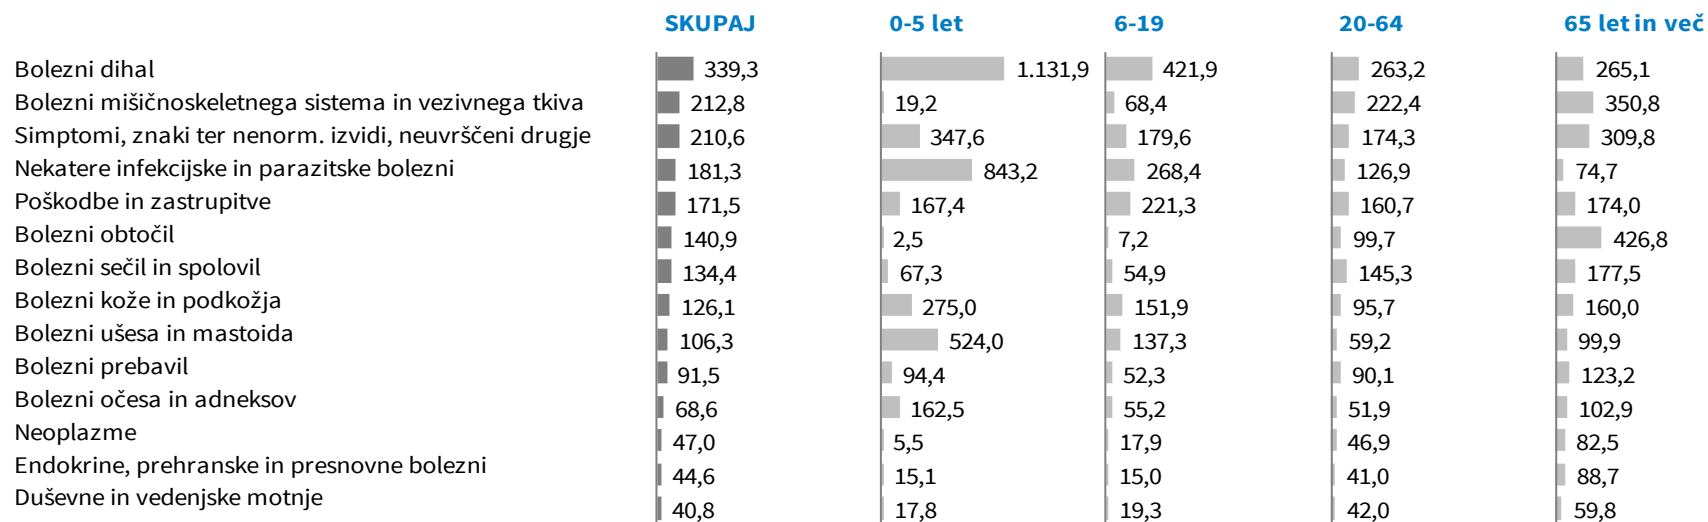 SKUPAJ 0-5 let 6-19 20-64 65 let in več
Bolezni dihal 339,3 1.131,9 421,9 263,2 265,1
Bolezni mišičnoskeletnega sistema in vezivnega tkiva 212,8 19,2 68,4 222,4 350,8
Simptomi, znaki ter nenorm. izvidi, neuvrščeni drugje 210,6 347,6 179,6 174,3 309,8
Nekatere infekcijske in parazitske bolezni 181,3 843,2 268,4 126,9 74,7
Poškodbe in zastrupitve 171,5 167,4 221,3 160,7 174,0
Bolezni obtočil 140,9 2,5 7,2 99,7 426,8
Bolezni sečil in spolovil 134,4 67,3 54,9 145,3 177,5
Bolezni kože in podkožja 126,1 275,0 151,9 95,7 160,0
Bolezni ušesa in mastoida 106,3 524,0 137,3 59,2 99,9
Bolezni prebavil 91,5 94,4 52,3 90,1 123,2
Bolezni očesa in adneksov 68,6 162,5 55,2 51,9 102,9
Neoplazme 47,0 5,5 17,9 46,9 82,5
Endokrine, prehranske in presnovne bolezni 44,6 15,1 15,0 41,0 88,7
Duševne in vedenjske motnje 40,8 17,8 19,3 42,0 59,8